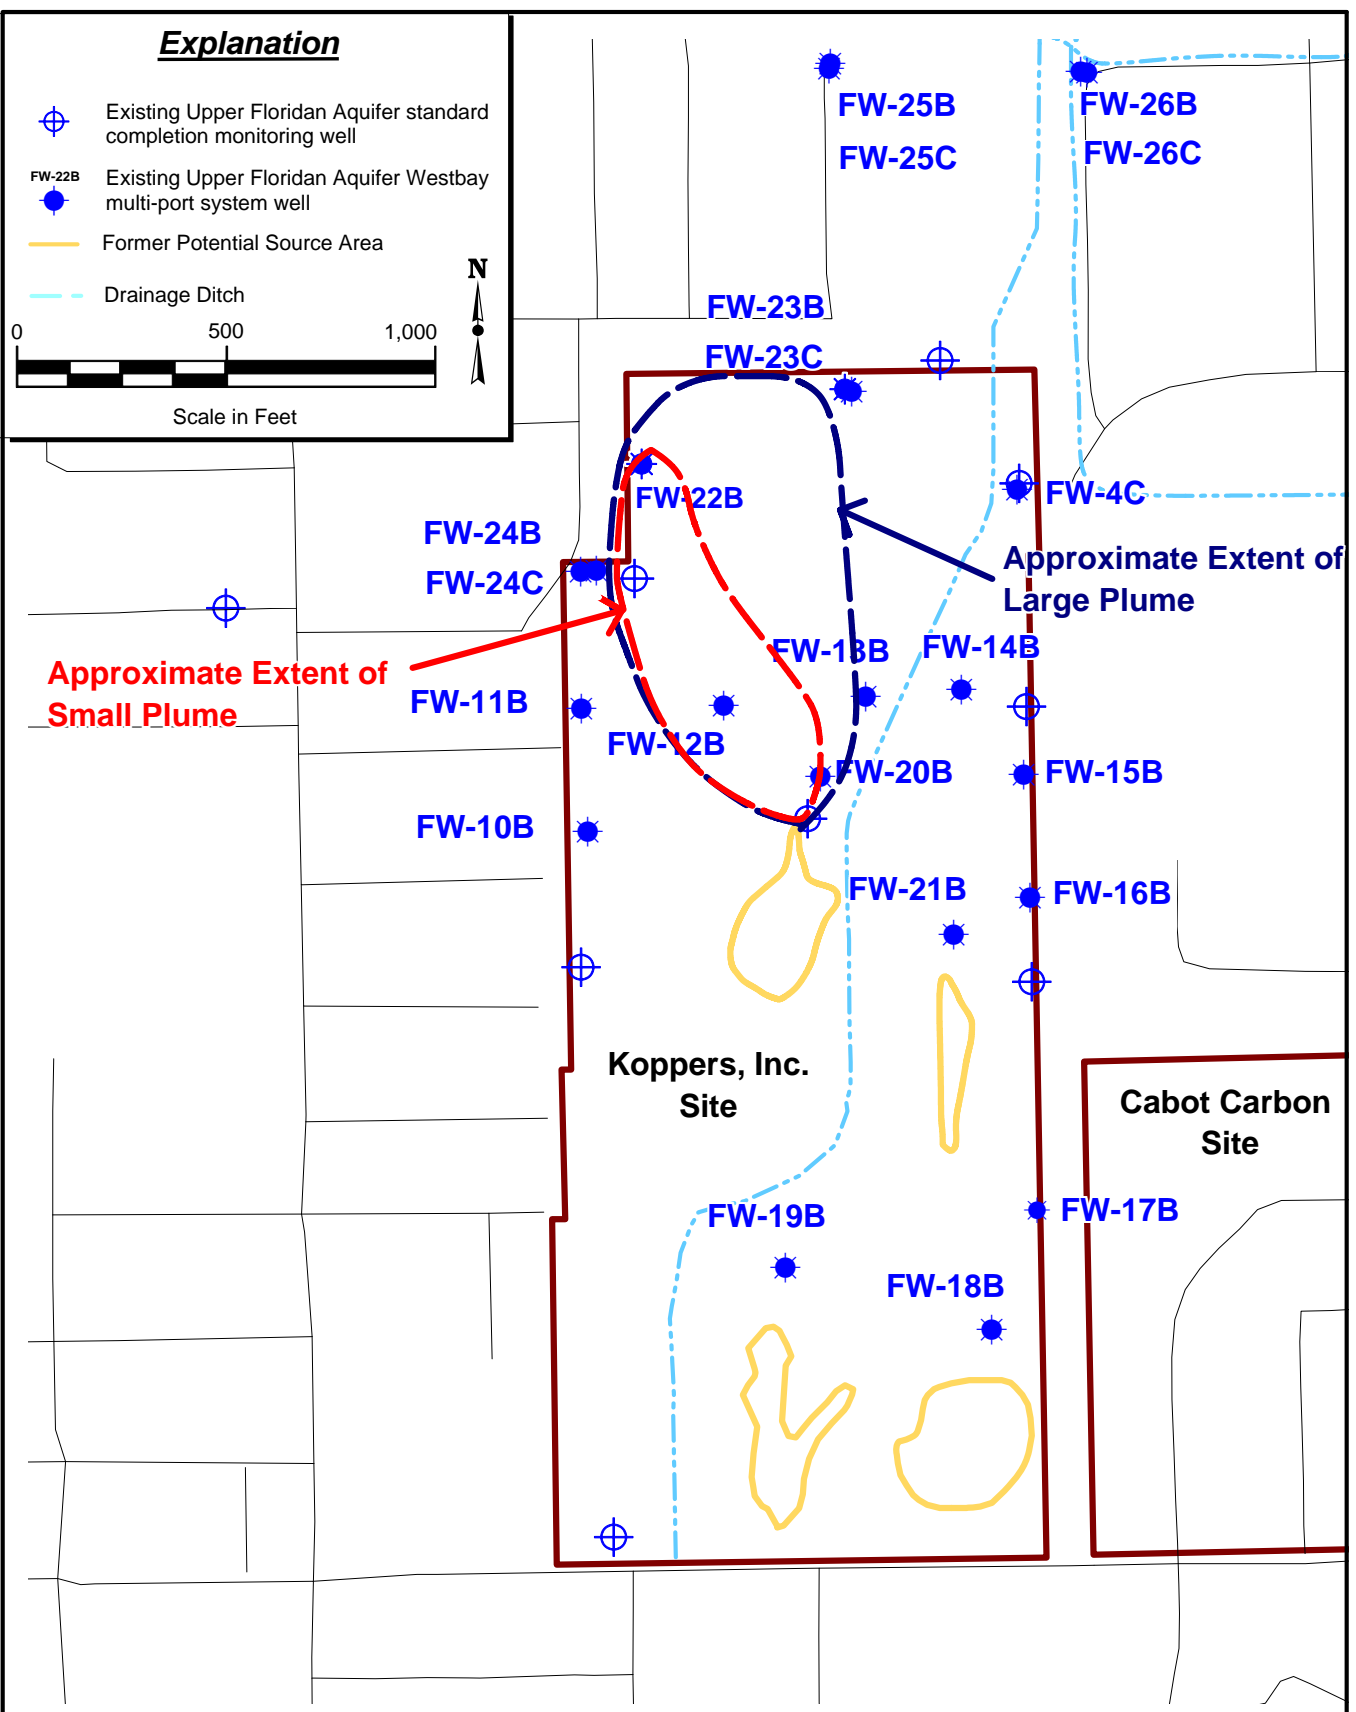 Explanation
Existing Upper Floridan Aquifer standard
completion monitoring well
FW-22B
Existing Upper Floridan Aquifer Westbay
multi-port system well
Former Potential Source Area
Drainage Ditch
N
0 500 1,000
Scale in Feet
FW-25B
FW-25C
FW-26B
FW-26C
FW-23B
FW-23C
FW-22B
FW-4C
FW-24B
FW-24C
Approximate Extent of
Large Plume
Approximate Extent of
Small Plume
FW-13B
FW-14B
FW-11B
FW-12B
FW-20B
FW-15B
FW-10B
FW-21B
FW-16B
Koppers, Inc.
Site
Cabot Carbon
Site
FW-19B
FW-17B
FW-18B